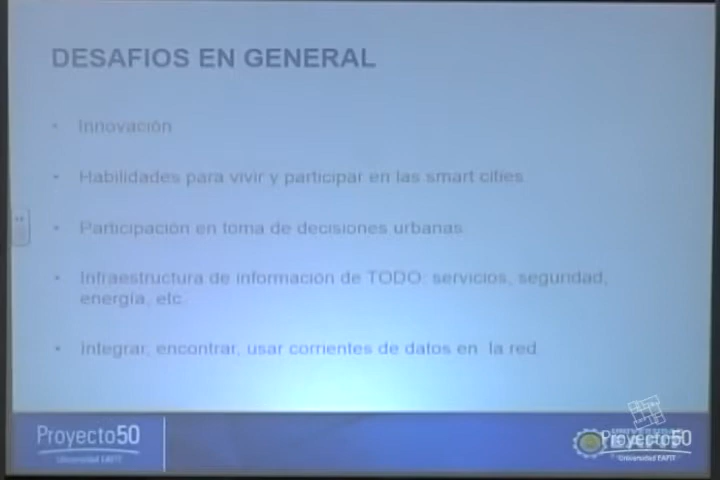 DESAFIOS EN GENERAL
• Innovación
• Habilidades para vivir y participar en las smart cities
• Participación en toma de decisiones urbanas
• Infraestructura de información de TODO: servicios, seguridad,
energía, etc.
• Integrar, encontrar, usar corrientes de datos en la red
Proyecto50
Universidad EAFIT
Proyecto50
Universidad EAFIT